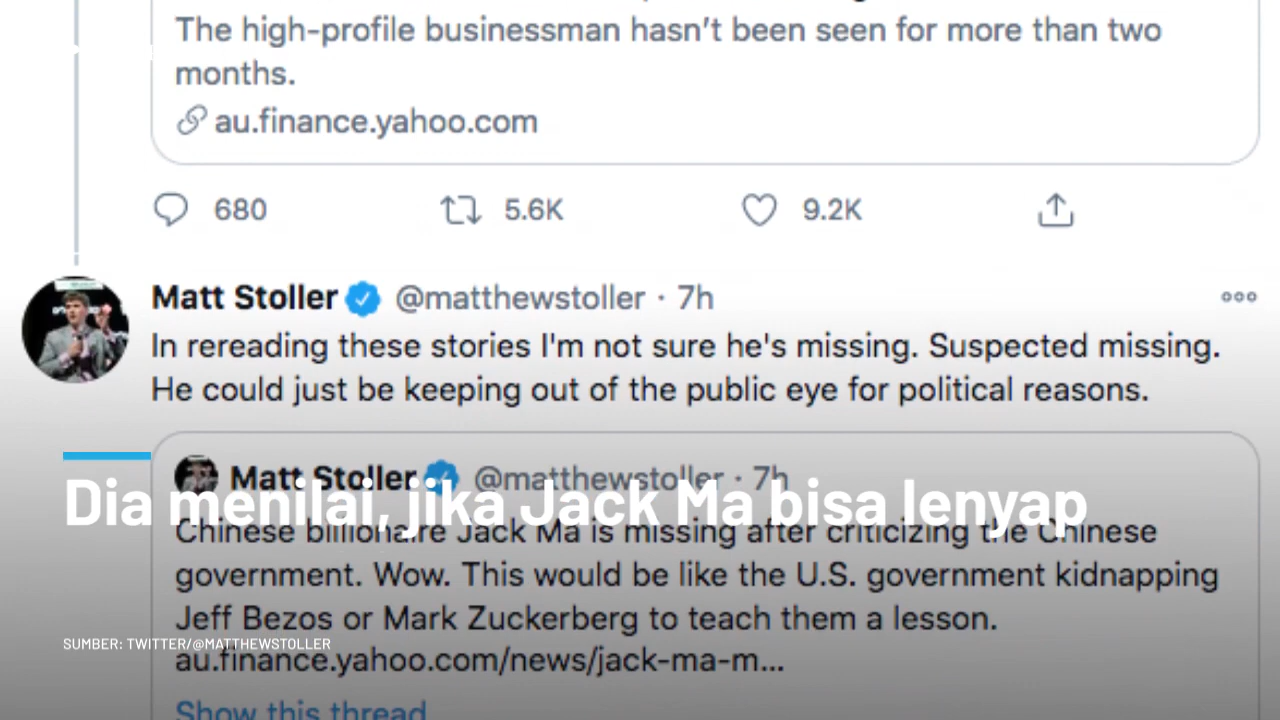 The high-profile businessman hasn't been seen for more than two
months.
au.finance.yahoo.com
680 5.6K 9.2K
Matt Stoller @matthewstoller · 7h
In rereading these stories I'm not sure he's missing. Suspected missing.
He could just be keeping out of the public eye for political reasons.
Matt Stoller @matthewstoller · 7h
Dia menilai, jika Jack Ma bisa lenyap
Chinese billionaire Jack Ma is missing after criticizing the Chinese
government. Wow. This would be like the U.S. government kidnapping
Jeff Bezos or Mark Zuckerberg to teach them a lesson.
SUMBER: TWITTER/@MATTHEWSTOLLER
au.finance.yahoo.com/news/jack-ma-m...
Show this thread